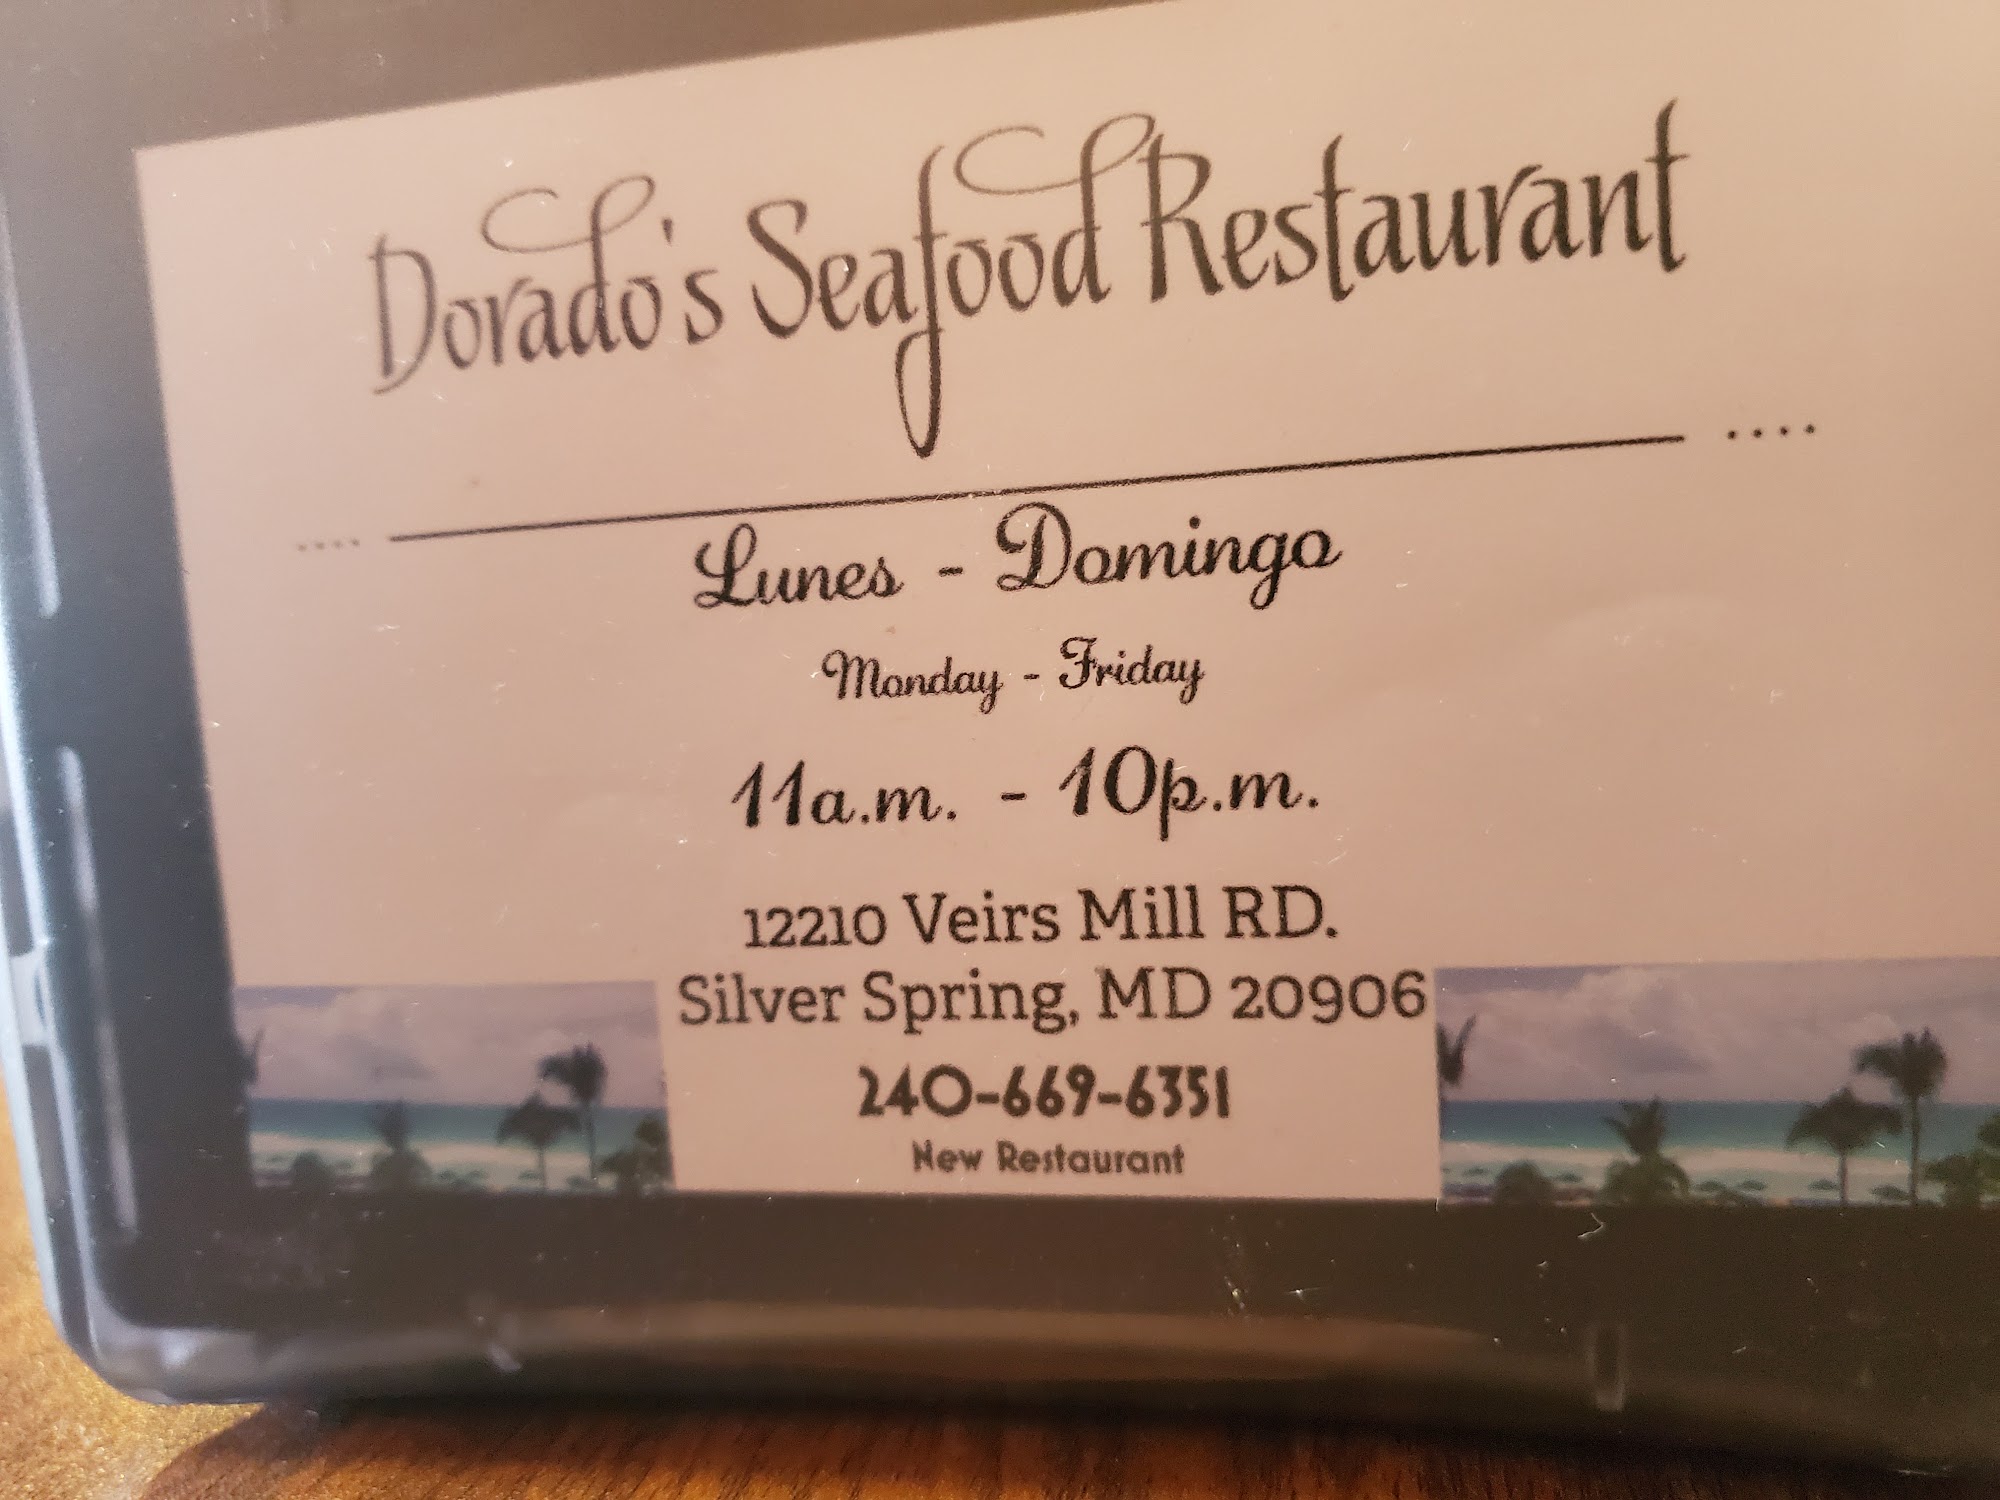 Dorado's Seafood Restaurant
Lunes - Domingo
Monday - Friday
11a.m. - 10p.m.
12210 Veirs Mill RD.
Silver Spring, MD 20906
240-669-6351
New Restaurant